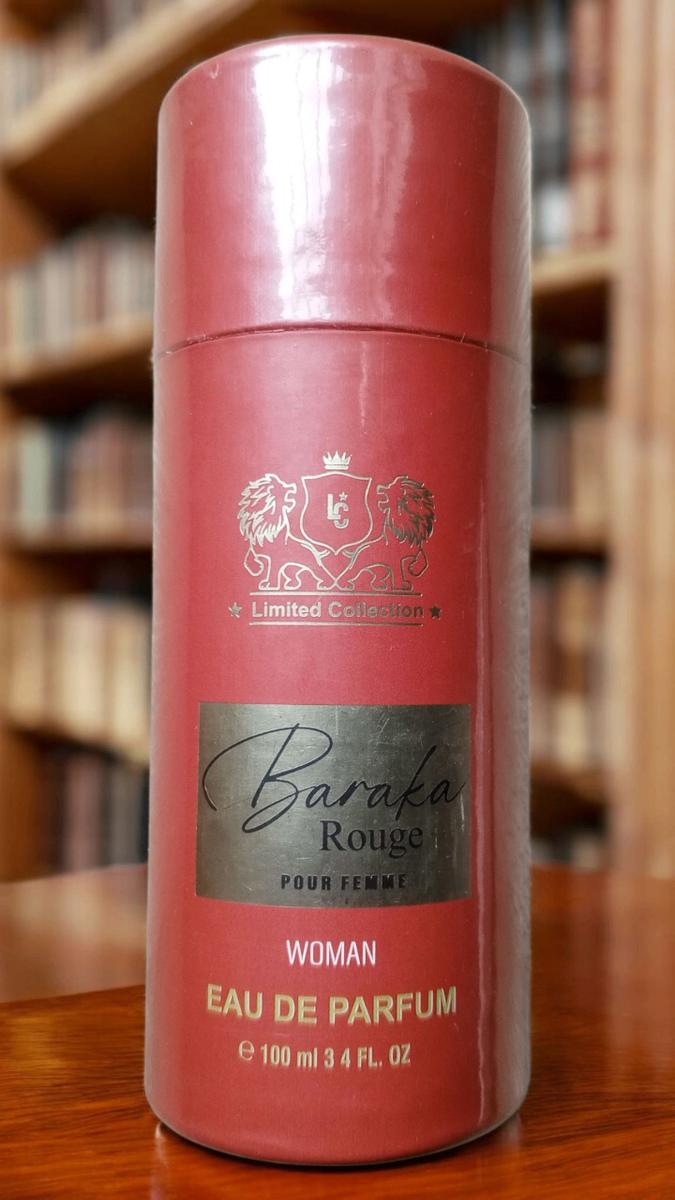 LC
★ Limited Collection ★
Baraka
Rouge
POUR FEMME
WOMAN
EAU DE PARFUM
℮ 100 ml 3 4 FL. OZ